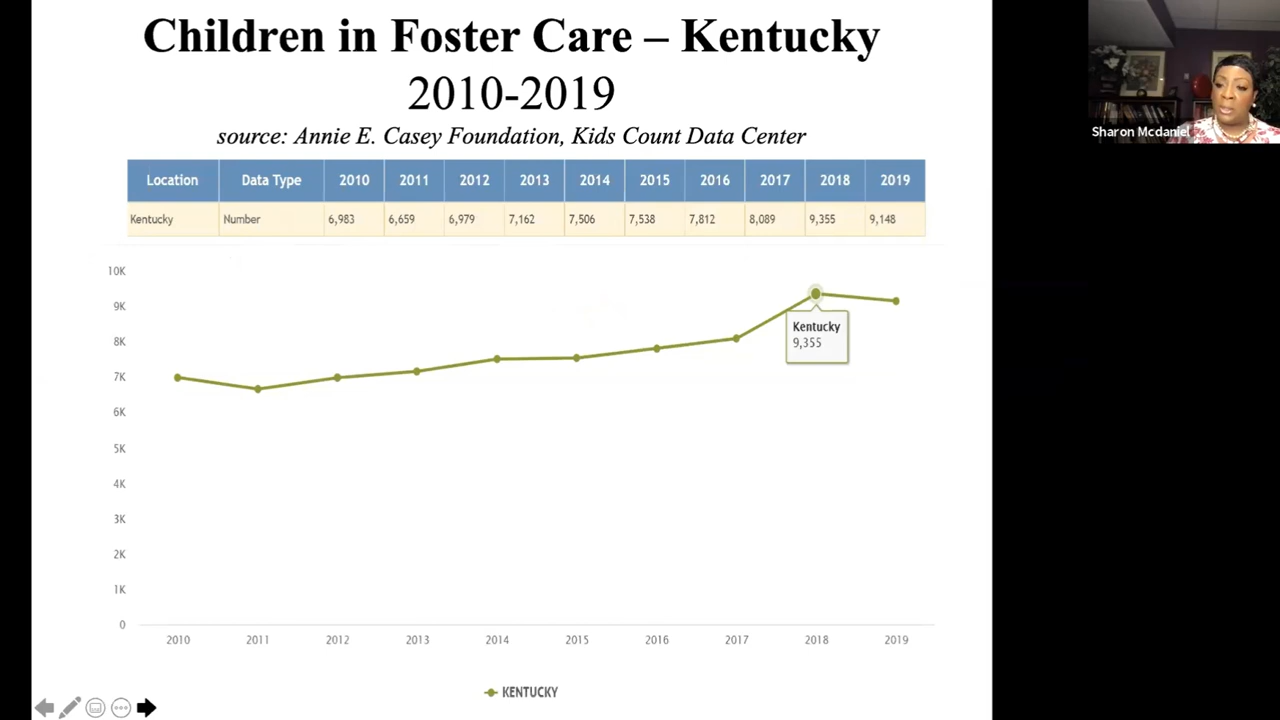 Children in Foster Care – Kentucky
2010-2019
source: Annie E. Casey Foundation, Kids Count Data Center
Location Data Type 2010 2011 2012 2013 2014 2015 2016 2017 2018 2019
Kentucky Number 6,983 6,659 6,979 7,162 7,506 7,538 7,812 8,089 9,355 9,148
10K
9K
8K
7K
6K
5K
4K
3K
2K
1K
0
Kentucky
9,355
2010 2011 2012 2013 2014 2015 2016 2017 2018 2019
KENTUCKY
Sharon Mcdaniel